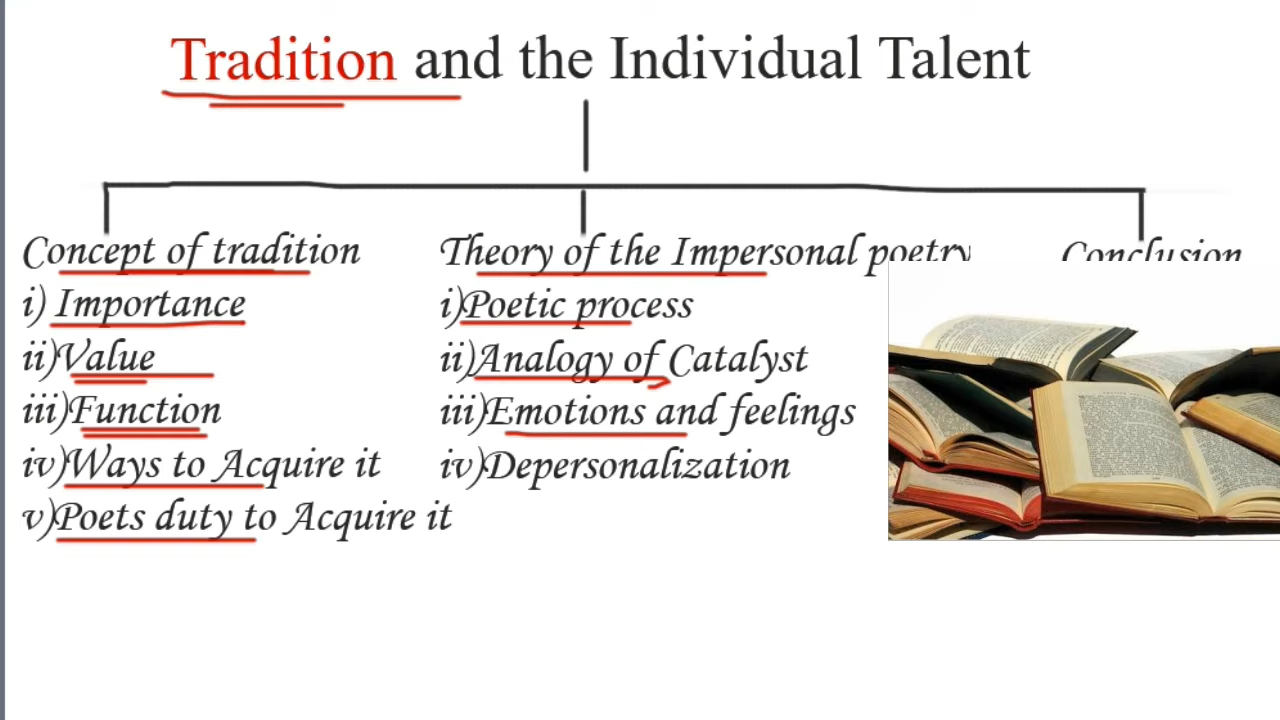 Tradition and the Individual Talent
Concept of tradition
i) Importance
ii)Value
iii)Function
iv)Ways to Acquire it
v)Poets duty to Acquire it
Theory of the Impersonal poetry
i)Poetic process
ii)Analogy of Catalyst
iii)Emotions and feelings
iv)Depersonalization
Conclusion